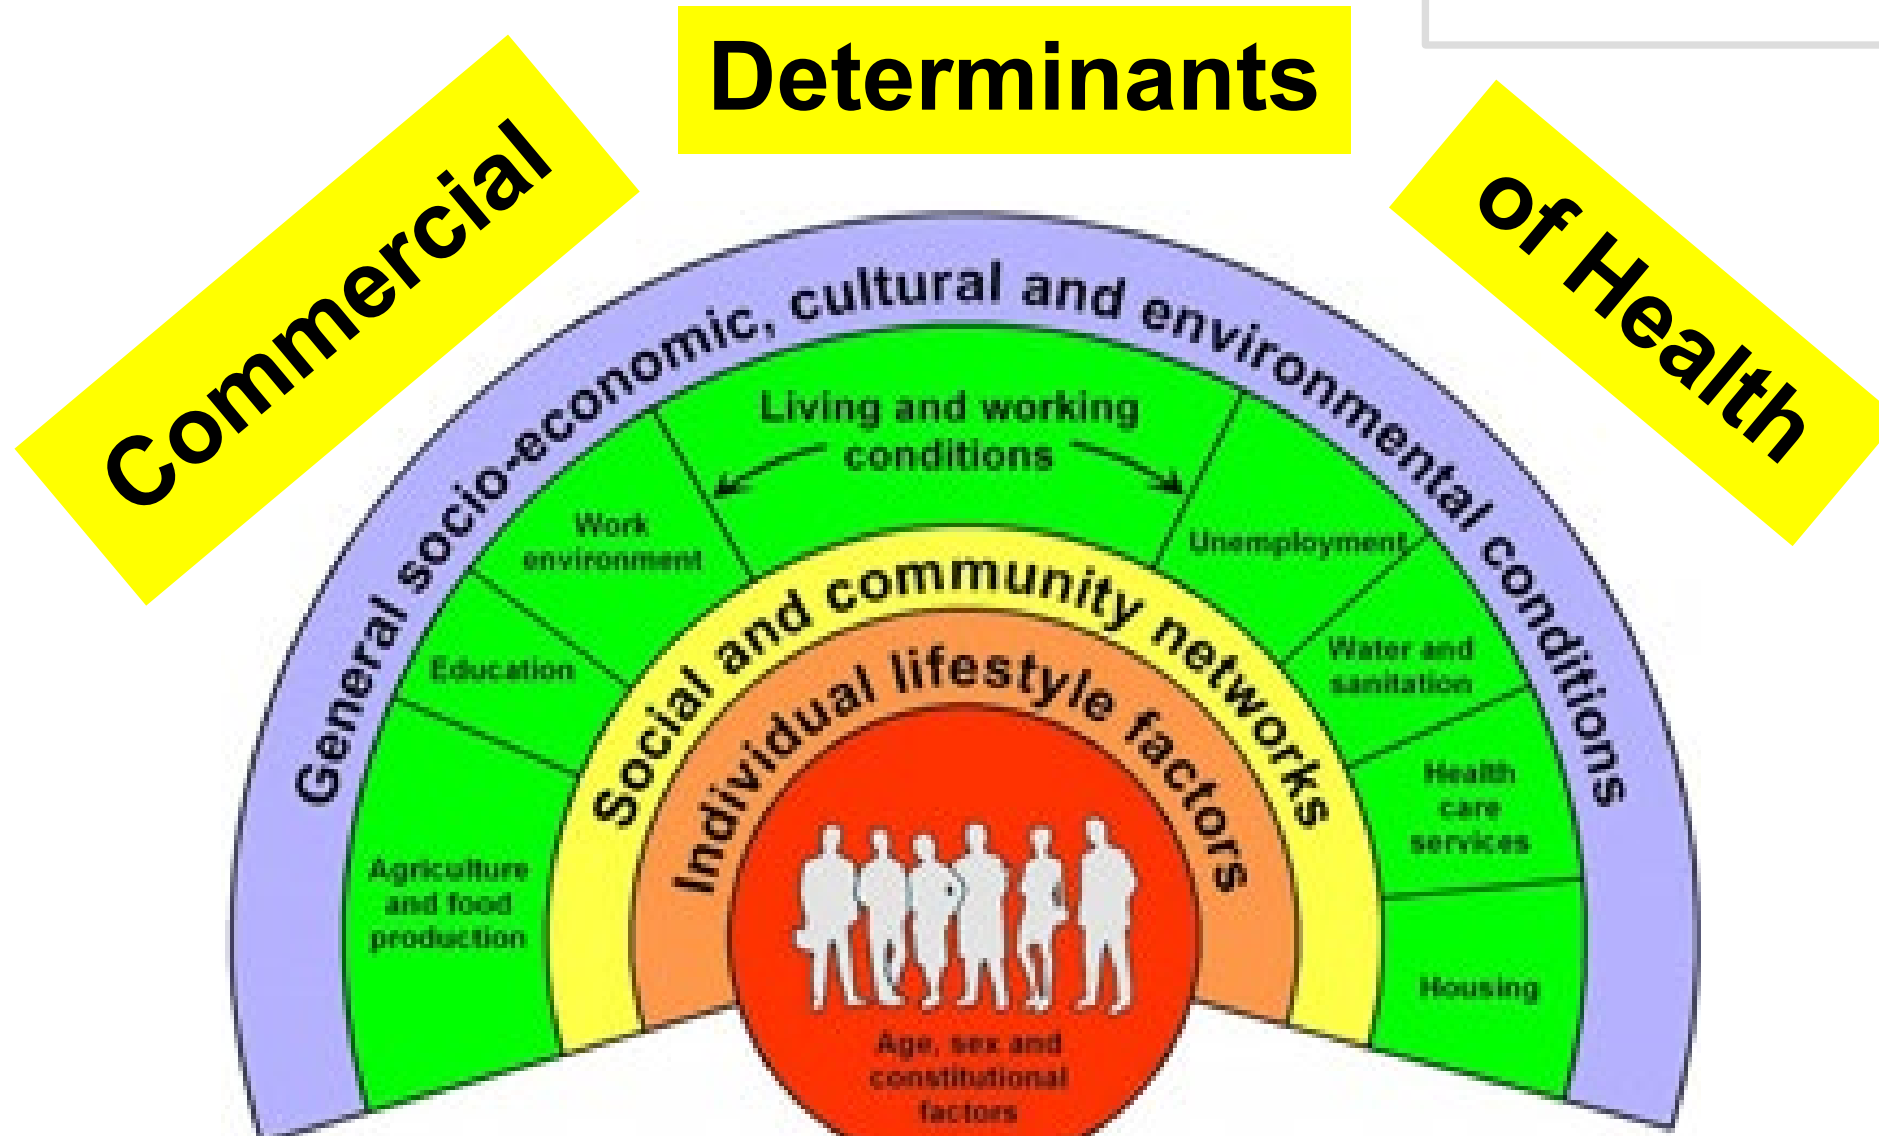 Commercial
Determinants
of Health
General socio-economic, cultural and environmental conditions
Living and working
conditions
Work
environment
Education
Agriculture
and food
production
Unemployment
Water and
sanitation
Health
care
services
Housing
Social and community networks
Individual lifestyle factors
Age, sex and
constitutional
factors